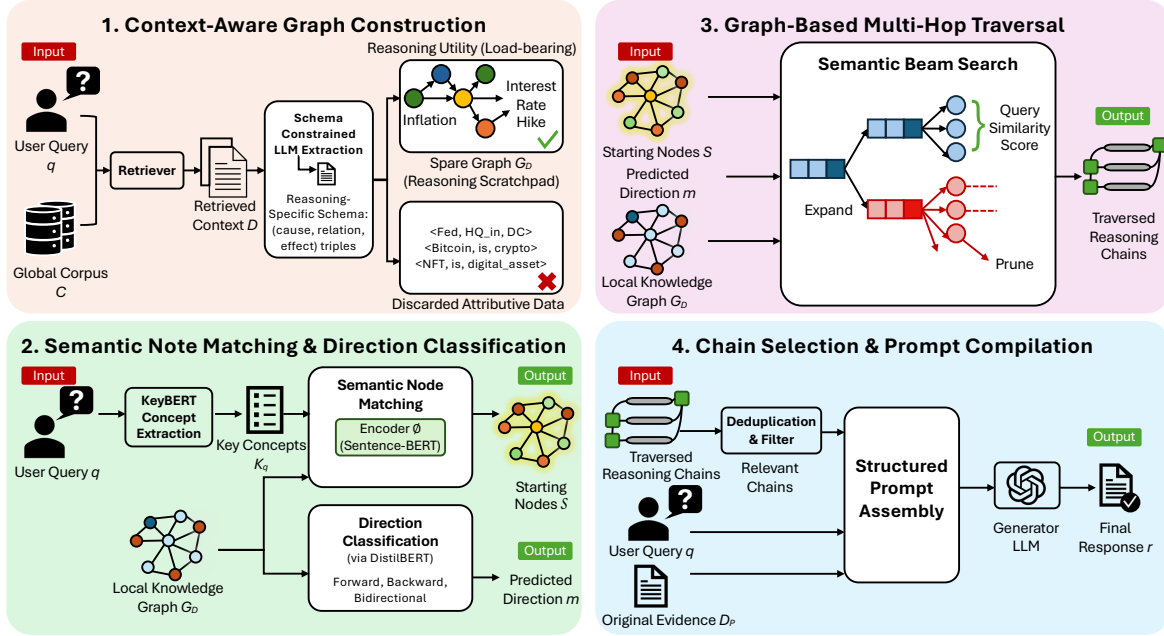 1. Context-Aware Graph Construction
Input
User Query
q
Global Corpus
C
Retriever
Retrieved
Context D
Schema
Constrained
LLM Extraction
Reasoning-
Specific Schema:
(cause, relation,
effect) triples
Reasoning Utility (Load-bearing)
Inflation
Interest
Rate
Hike
Spare Graph G_D
(Reasoning Scratchpad)
<Fed, HQ_in, DC>
<Bitcoin, is, crypto>
<NFT, is, digital_asset>
Discarded Attributive Data
2. Semantic Note Matching & Direction Classification
Input
User Query q
KeyBERT
Concept
Extraction
Key Concepts
K_q
Local Knowledge
Graph G_D
Semantic Node
Matching
Encoder Ø
(Sentence-BERT)
Direction
Classification
(via DistilBERT)
Forward, Backward,
Bidirectional
Output
Starting
Nodes S
Output
Predicted
Direction m
3. Graph-Based Multi-Hop Traversal
Input
Starting Nodes S
Predicted
Direction m
Local Knowledge
Graph G_D
Semantic Beam Search
Expand
Query
Similarity
Score
Prune
Output
Traversed
Reasoning
Chains
4. Chain Selection & Prompt Compilation
Input
Traversed
Reasoning Chains
Deduplication
& Filter
Relevant
Chains
User Query q
Original Evidence D_P
Structured
Prompt
Assembly
Generator
LLM
Output
Final
Response r